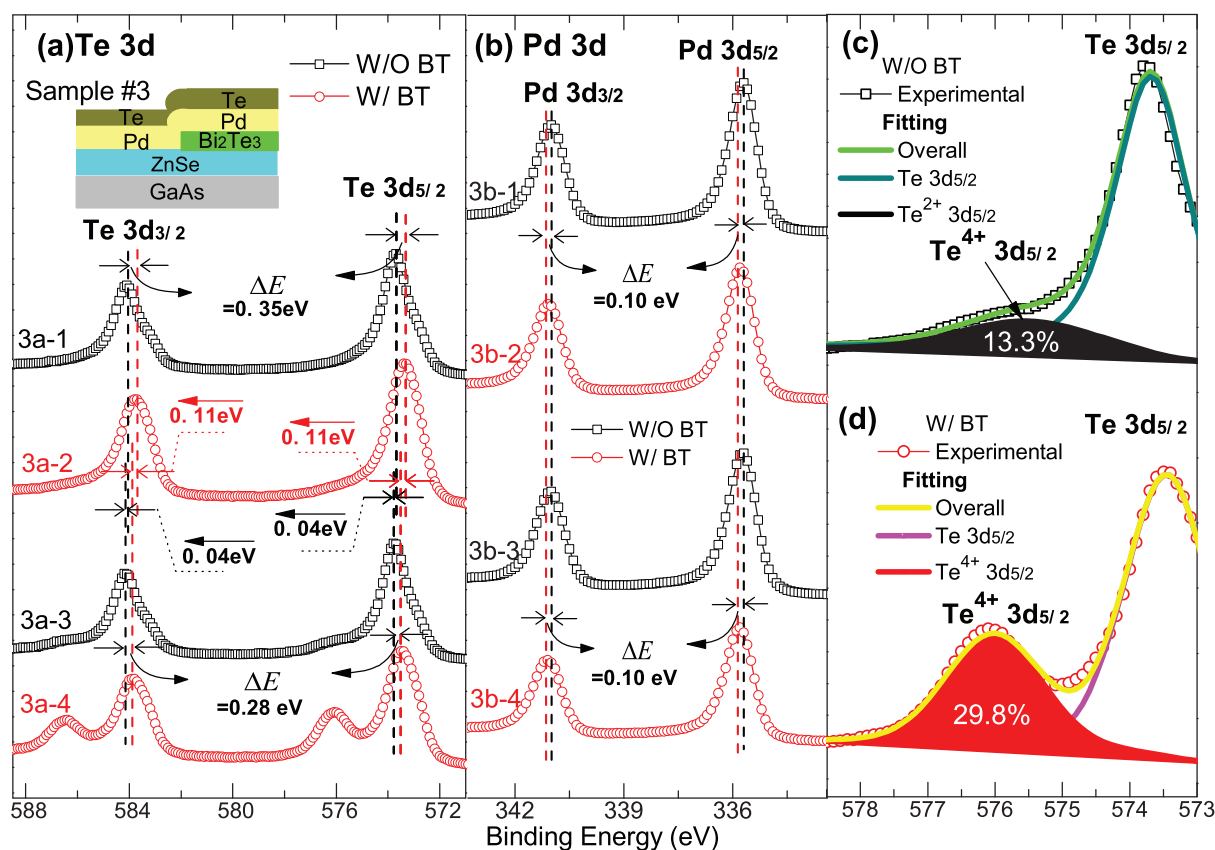 (a)Te 3d
W/O BT
W/ BT
Sample #3
Te
Te
Pd
Pd
Bi2Te3
ZnSe
GaAs
Te 3d3/ 2
Te 3d5/ 2
ΔE
=0. 35eV
3a-1
0. 11eV
0. 11eV
3a-2
0. 04eV
0. 04eV
3a-3
ΔE
=0.28 eV
3a-4
588
584
580
576
572
(b) Pd 3d
Pd 3d5/2
Pd 3d3/2
3b-1
ΔE
=0.10 eV
3b-2
W/O BT
W/ BT
3b-3
ΔE
=0.10 eV
3b-4
342
339
336
Binding Energy (eV)
(c)
Te 3d5/ 2
W/O BT
Experimental
Fitting
Overall
Te 3d5/2
Te2+ 3d5/2
Te4+ 3d5/ 2
13.3%
(d)
W/ BT
Te 3d5/ 2
Experimental
Fitting
Overall
Te 3d5/2
Te4+ 3d5/2
Te4+ 3d5/ 2
29.8%
578
577
576
575
574
573